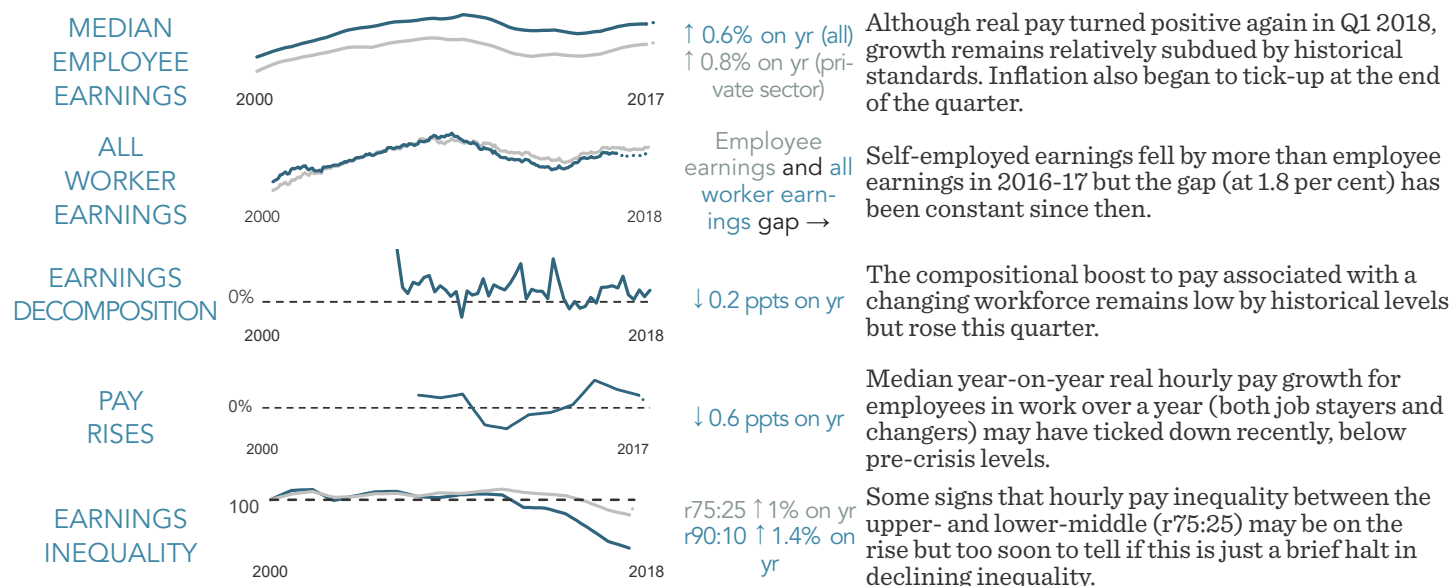 MEDIAN
EMPLOYEE
EARNINGS
2000
2017
↑ 0.6% on yr (all)
↑ 0.8% on yr (pri-
vate sector)
Although real pay turned positive again in Q1 2018,
growth remains relatively subdued by historical
standards. Inflation also began to tick-up at the end
of the quarter.
ALL
WORKER
EARNINGS
2000
2018
Employee
earnings and all
worker earn-
ings gap →
Self-employed earnings fell by more than employee
earnings in 2016-17 but the gap (at 1.8 per cent) has
been constant since then.
EARNINGS
DECOMPOSITION
0%
2000
2018
↓ 0.2 ppts on yr
The compositional boost to pay associated with a
changing workforce remains low by historical levels
but rose this quarter.
PAY
RISES
0%
2000
2017
↓ 0.6 ppts on yr
Median year-on-year real hourly pay growth for
employees in work over a year (both job stayers and
changers) may have ticked down recently, below
pre-crisis levels.
EARNINGS
INEQUALITY
100
2000
2018
r75:25 ↑ 1% on yr
r90:10 ↑ 1.4% on
yr
Some signs that hourly pay inequality between the
upper- and lower-middle (r75:25) may be on the
rise but too soon to tell if this is just a brief halt in
declining inequality.